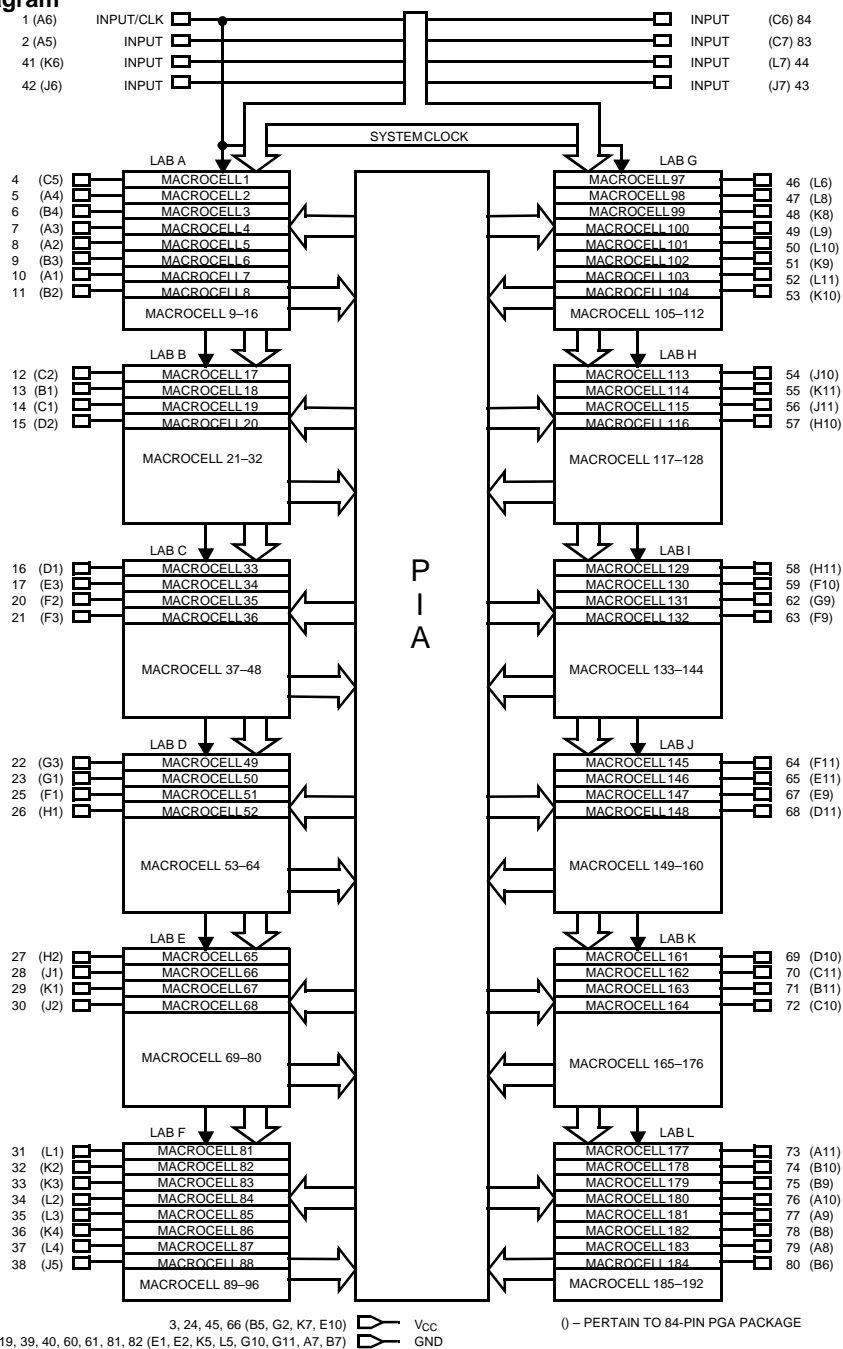 agram
1 (A6) INPUT/CLK INPUT (C6) 84
2 (A5) INPUT INPUT (C7) 83
41 (K6) INPUT INPUT (L7) 44
42 (J6) INPUT INPUT (J7) 43
SYSTEM CLOCK
LAB A
4 (C5) MACROCELL 1
5 (A4) MACROCELL 2
6 (B4) MACROCELL 3
7 (A3) MACROCELL 4
8 (A2) MACROCELL 5
9 (B3) MACROCELL 6
10 (A1) MACROCELL 7
11 (B2) MACROCELL 8
MACROCELL 9–16
LAB B
12 (C2) MACROCELL 17
13 (B1) MACROCELL 18
14 (C1) MACROCELL 19
15 (D2) MACROCELL 20
MACROCELL 21–32
LAB C
16 (D1) MACROCELL 33
17 (E3) MACROCELL 34
20 (F2) MACROCELL 35
21 (F3) MACROCELL 36
MACROCELL 37–48
LAB D
22 (G3) MACROCELL 49
23 (G1) MACROCELL 50
25 (F1) MACROCELL 51
26 (H1) MACROCELL 52
MACROCELL 53–64
LAB E
27 (H2) MACROCELL 65
28 (J1) MACROCELL 66
29 (K1) MACROCELL 67
30 (J2) MACROCELL 68
MACROCELL 69–80
LAB F
31 (L1) MACROCELL 81
32 (K2) MACROCELL 82
33 (K3) MACROCELL 83
34 (L2) MACROCELL 84
35 (L3) MACROCELL 85
36 (K4) MACROCELL 86
37 (L4) MACROCELL 87
38 (J5) MACROCELL 88
MACROCELL 89–96
P
I
A
LAB G
MACROCELL 97 46 (L6)
MACROCELL 98 47 (L8)
MACROCELL 99 48 (K8)
MACROCELL 100 49 (L9)
MACROCELL 101 50 (L10)
MACROCELL 102 51 (K9)
MACROCELL 103 52 (L11)
MACROCELL 104 53 (K10)
MACROCELL 105–112
LAB H
MACROCELL 113 54 (J10)
MACROCELL 114 55 (K11)
MACROCELL 115 56 (J11)
MACROCELL 116 57 (H10)
MACROCELL 117–128
LAB I
MACROCELL 129 58 (H11)
MACROCELL 130 59 (F10)
MACROCELL 131 62 (G9)
MACROCELL 132 63 (F9)
MACROCELL 133–144
LAB J
MACROCELL 145 64 (F11)
MACROCELL 146 65 (E11)
MACROCELL 147 67 (E9)
MACROCELL 148 68 (D11)
MACROCELL 149–160
LAB K
MACROCELL 161 69 (D10)
MACROCELL 162 70 (C11)
MACROCELL 163 71 (B11)
MACROCELL 164 72 (C10)
MACROCELL 165–176
LAB L
MACROCELL 177 73 (A11)
MACROCELL 178 74 (B10)
MACROCELL 179 75 (B9)
MACROCELL 180 76 (A10)
MACROCELL 181 77 (A9)
MACROCELL 182 78 (B8)
MACROCELL 183 79 (A8)
MACROCELL 184 80 (B6)
MACROCELL 185–192
3, 24, 45, 66 (B5, G2, K7, E10) VCC
19, 39, 40, 60, 61, 81, 82 (E1, E2, K5, L5, G10, G11, A7, B7) GND
() – PERTAIN TO 84-PIN PGA PACKAGE